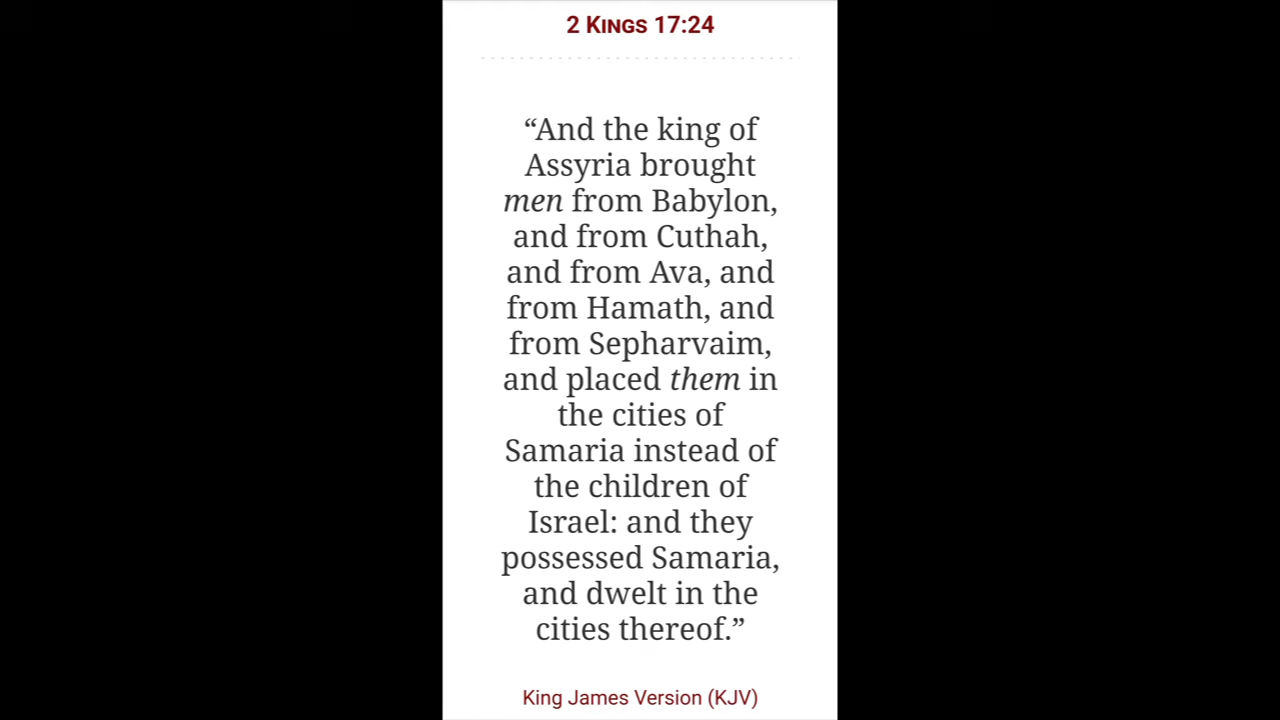 2 Kings 17:24
“And the king of
Assyria brought
men from Babylon,
and from Cuthah,
and from Ava, and
from Hamath, and
from Sepharvaim,
and placed them in
the cities of
Samaria instead of
the children of
Israel: and they
possessed Samaria,
and dwelt in the
cities thereof.”
King James Version (KJV)